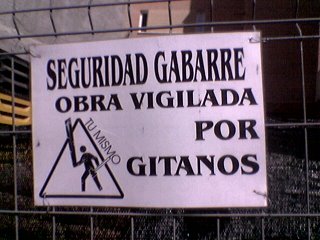 SEGURIDAD GABARRE
OBRA VIGILADA
POR
GITANOS
TU MISMO